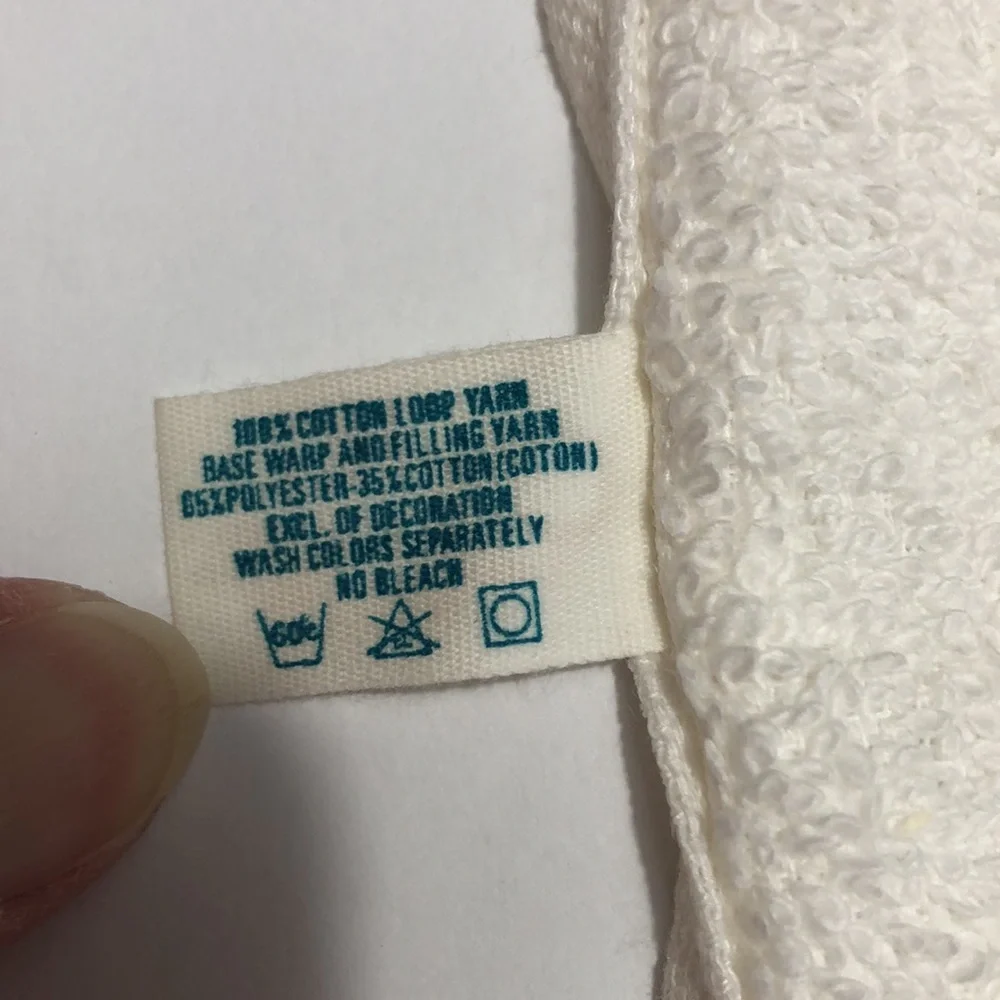 100% COTTON LOOP YARN
BASE WARP AND FILLING YARN
65% POLYESTER-35% COTTON (COTON)
EXCL. OF DECORATION
WASH COLORS SEPARATELY
NO BLEACH
60°C